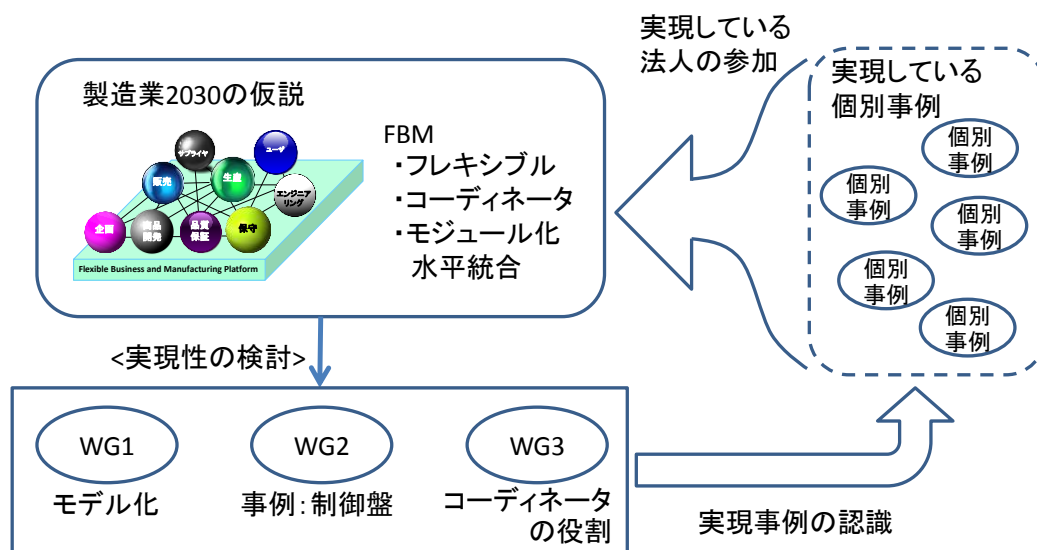 製造業2030の仮説
サプライヤ
ユーザ
販売
生産
エンジニア
リング
企画
商品
開発
品質
保証
保守
Flexible Business and Manufacturing Platform
FBM
・フレキシブル
・コーディネータ
・モジュール化
水平統合
実現している
法人の参加
実現している
個別事例
個別
事例
個別
事例
個別
事例
個別
事例
個別
事例
<実現性の検討>
WG1
モデル化
WG2
事例：制御盤
WG3
コーディネータ
の役割
実現事例の認識